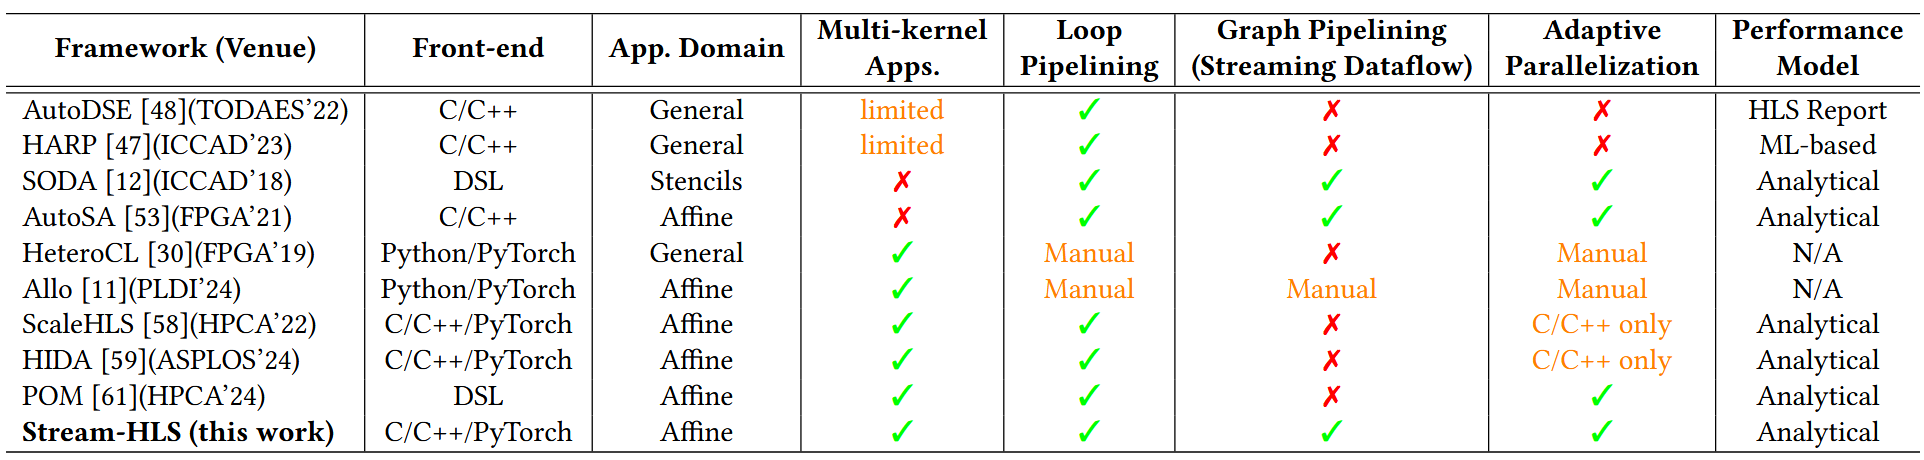 Framework (Venue) Front-end App. Domain Multi-kernel Apps. Loop Pipelining Graph Pipelining (Streaming Dataflow) Adaptive Parallelization Performance Model
AutoDSE [48](TODAES’22) C/C++ General limited ✓ ✗ ✗ HLS Report
HARP [47](ICCAD’23) C/C++ General limited ✓ ✗ ✗ ML-based
SODA [12](ICCAD’18) DSL Stencils ✗ ✓ ✓ ✓ Analytical
AutoSA [53](FPGA’21) C/C++ Affine ✗ ✓ ✓ ✓ Analytical
HeteroCL [30](FPGA’19) Python/PyTorch General ✓ Manual ✗ Manual N/A
Allo [11](PLDI’24) Python/PyTorch Affine ✓ Manual Manual Manual N/A
ScaleHLS [58](HPCA’22) C/C++/PyTorch Affine ✓ ✓ ✗ C/C++ only Analytical
HIDA [59](ASPLOS’24) C/C++/PyTorch Affine ✓ ✓ ✗ C/C++ only Analytical
POM [61](HPCA’24) DSL Affine ✓ ✓ ✗ ✓ Analytical
Stream-HLS (this work) C/C++/PyTorch Affine ✓ ✓ ✓ ✓ Analytical